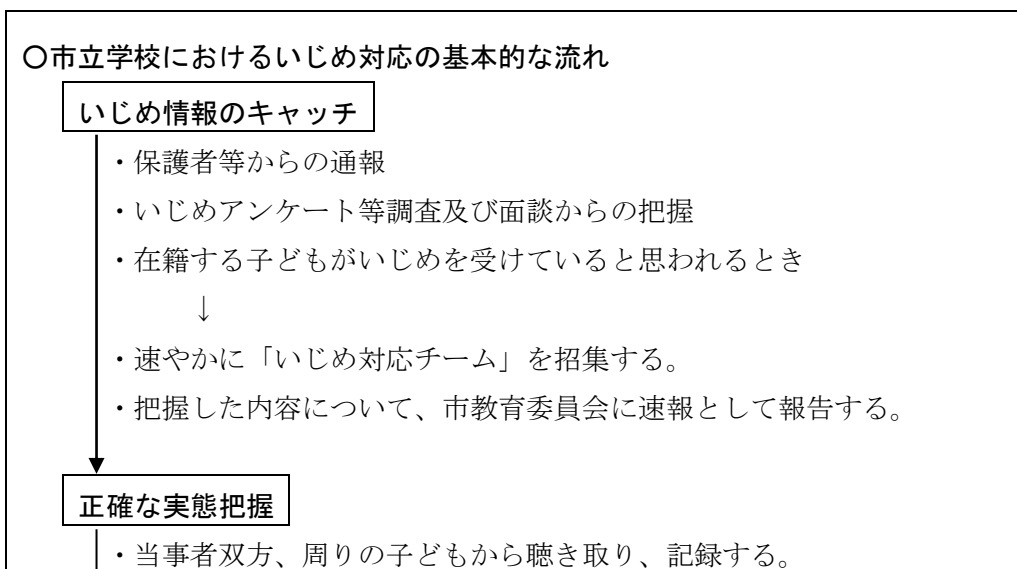 〇市立学校におけるいじめ対応の基本的な流れ
いじめ情報のキャッチ
・保護者等からの通報
・いじめアンケート等調査及び面談からの把握
・在籍する子どもがいじめを受けていると思われるとき
↓
・速やかに「いじめ対応チーム」を招集する。
・把握した内容について、市教育委員会に速報として報告する。
正確な実態把握
・当事者双方、周りの子どもから聴き取り、記録する。